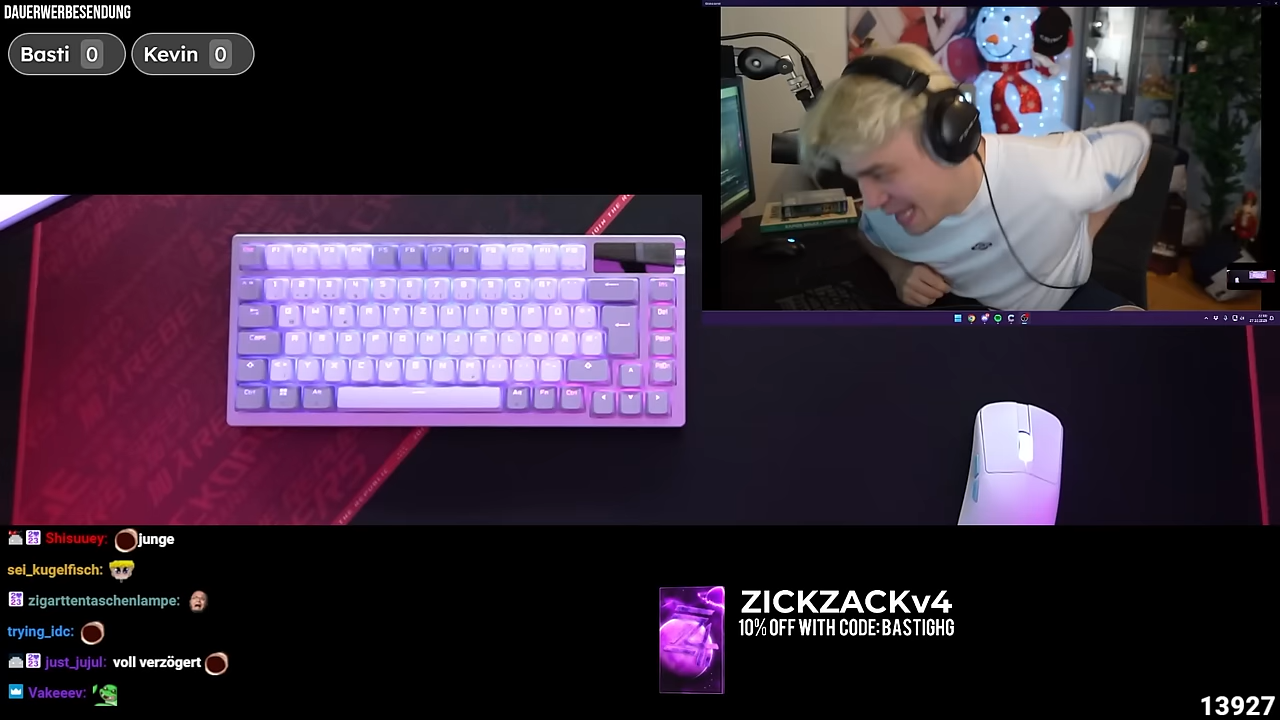 DAUERWERBESENDUNG
Basti 0 Kevin 0
Shisuuey: junge
sei_kugelfisch:
zigarttentaschenlampe:
trying_idc:
just_jujul: voll verzögert
Vakeeev:
ZICKZACKv4
10% OFF WITH CODE: BASTIGHG
13927